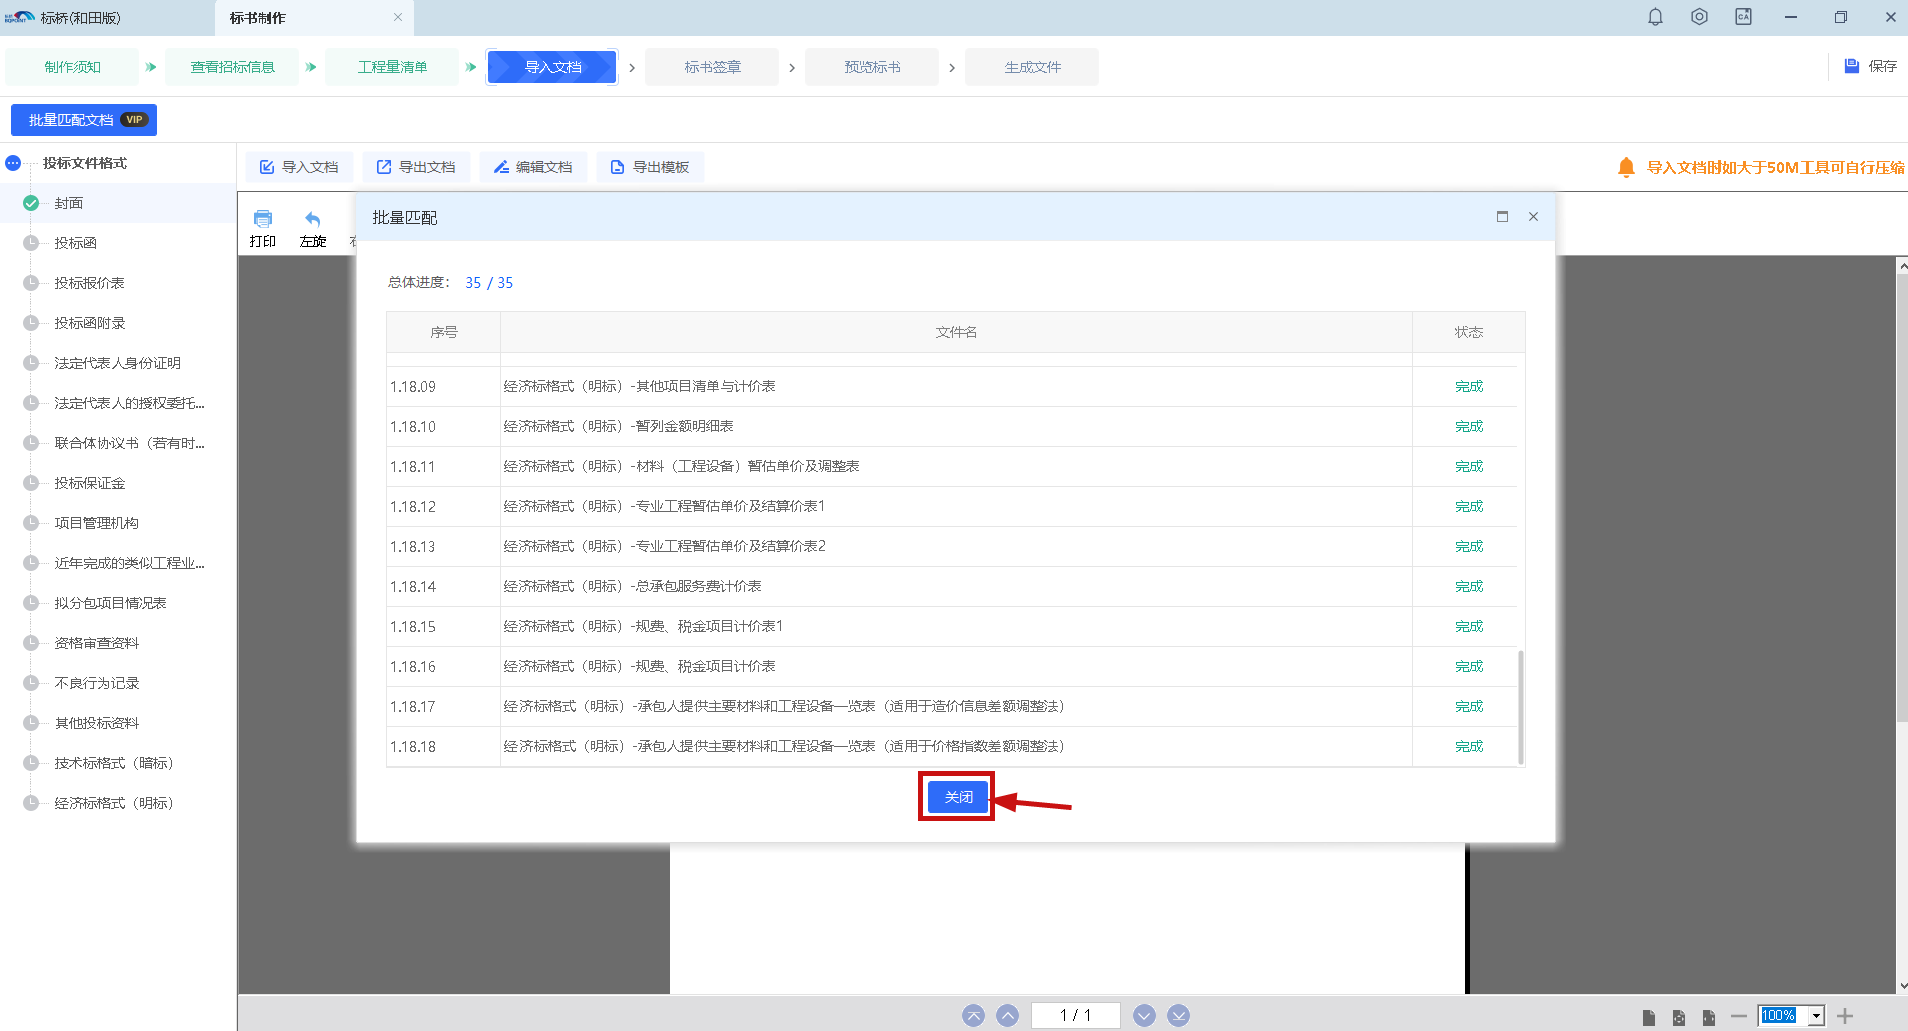 标桥(和田版)
标书制作
制作须知
查看招标信息
工程量清单
导入文档
标书签章
预览标书
生成文件
保存
批量匹配文档 VIP
投标文件格式
封面
投标函
投标报价表
投标函附录
法定代表人身份证明
法定代表人的授权委托...
联合体协议书（若有时...
投标保证金
项目管理机构
近年完成的类似工程业...
拟分包项目情况表
资格审查资料
不良行为记录
其他投标资料
技术标格式（暗标）
经济标格式（明标）
导入文档
导出文档
编辑文档
导出模板
导入文档时如大于50M工具可自行压缩
打印
左旋
批量匹配
总体进度： 35 / 35
序号 文件名 状态
1.18.09 经济标格式（明标）-其他项目清单与计价表 完成
1.18.10 经济标格式（明标）-暂列金额明细表 完成
1.18.11 经济标格式（明标）-材料（工程设备）暂估单价及调整表 完成
1.18.12 经济标格式（明标）-专业工程暂估单价及结算价表1 完成
1.18.13 经济标格式（明标）-专业工程暂估单价及结算价表2 完成
1.18.14 经济标格式（明标）-总承包服务费计价表 完成
1.18.15 经济标格式（明标）-规费、税金项目计价表1 完成
1.18.16 经济标格式（明标）-规费、税金项目计价表 完成
1.18.17 经济标格式（明标）-承包人提供主要材料和工程设备一览表（适用于造价信息差额调整法） 完成
1.18.18 经济标格式（明标）-承包人提供主要材料和工程设备一览表（适用于价格指数差额调整法） 完成
关闭
1 / 1
100%